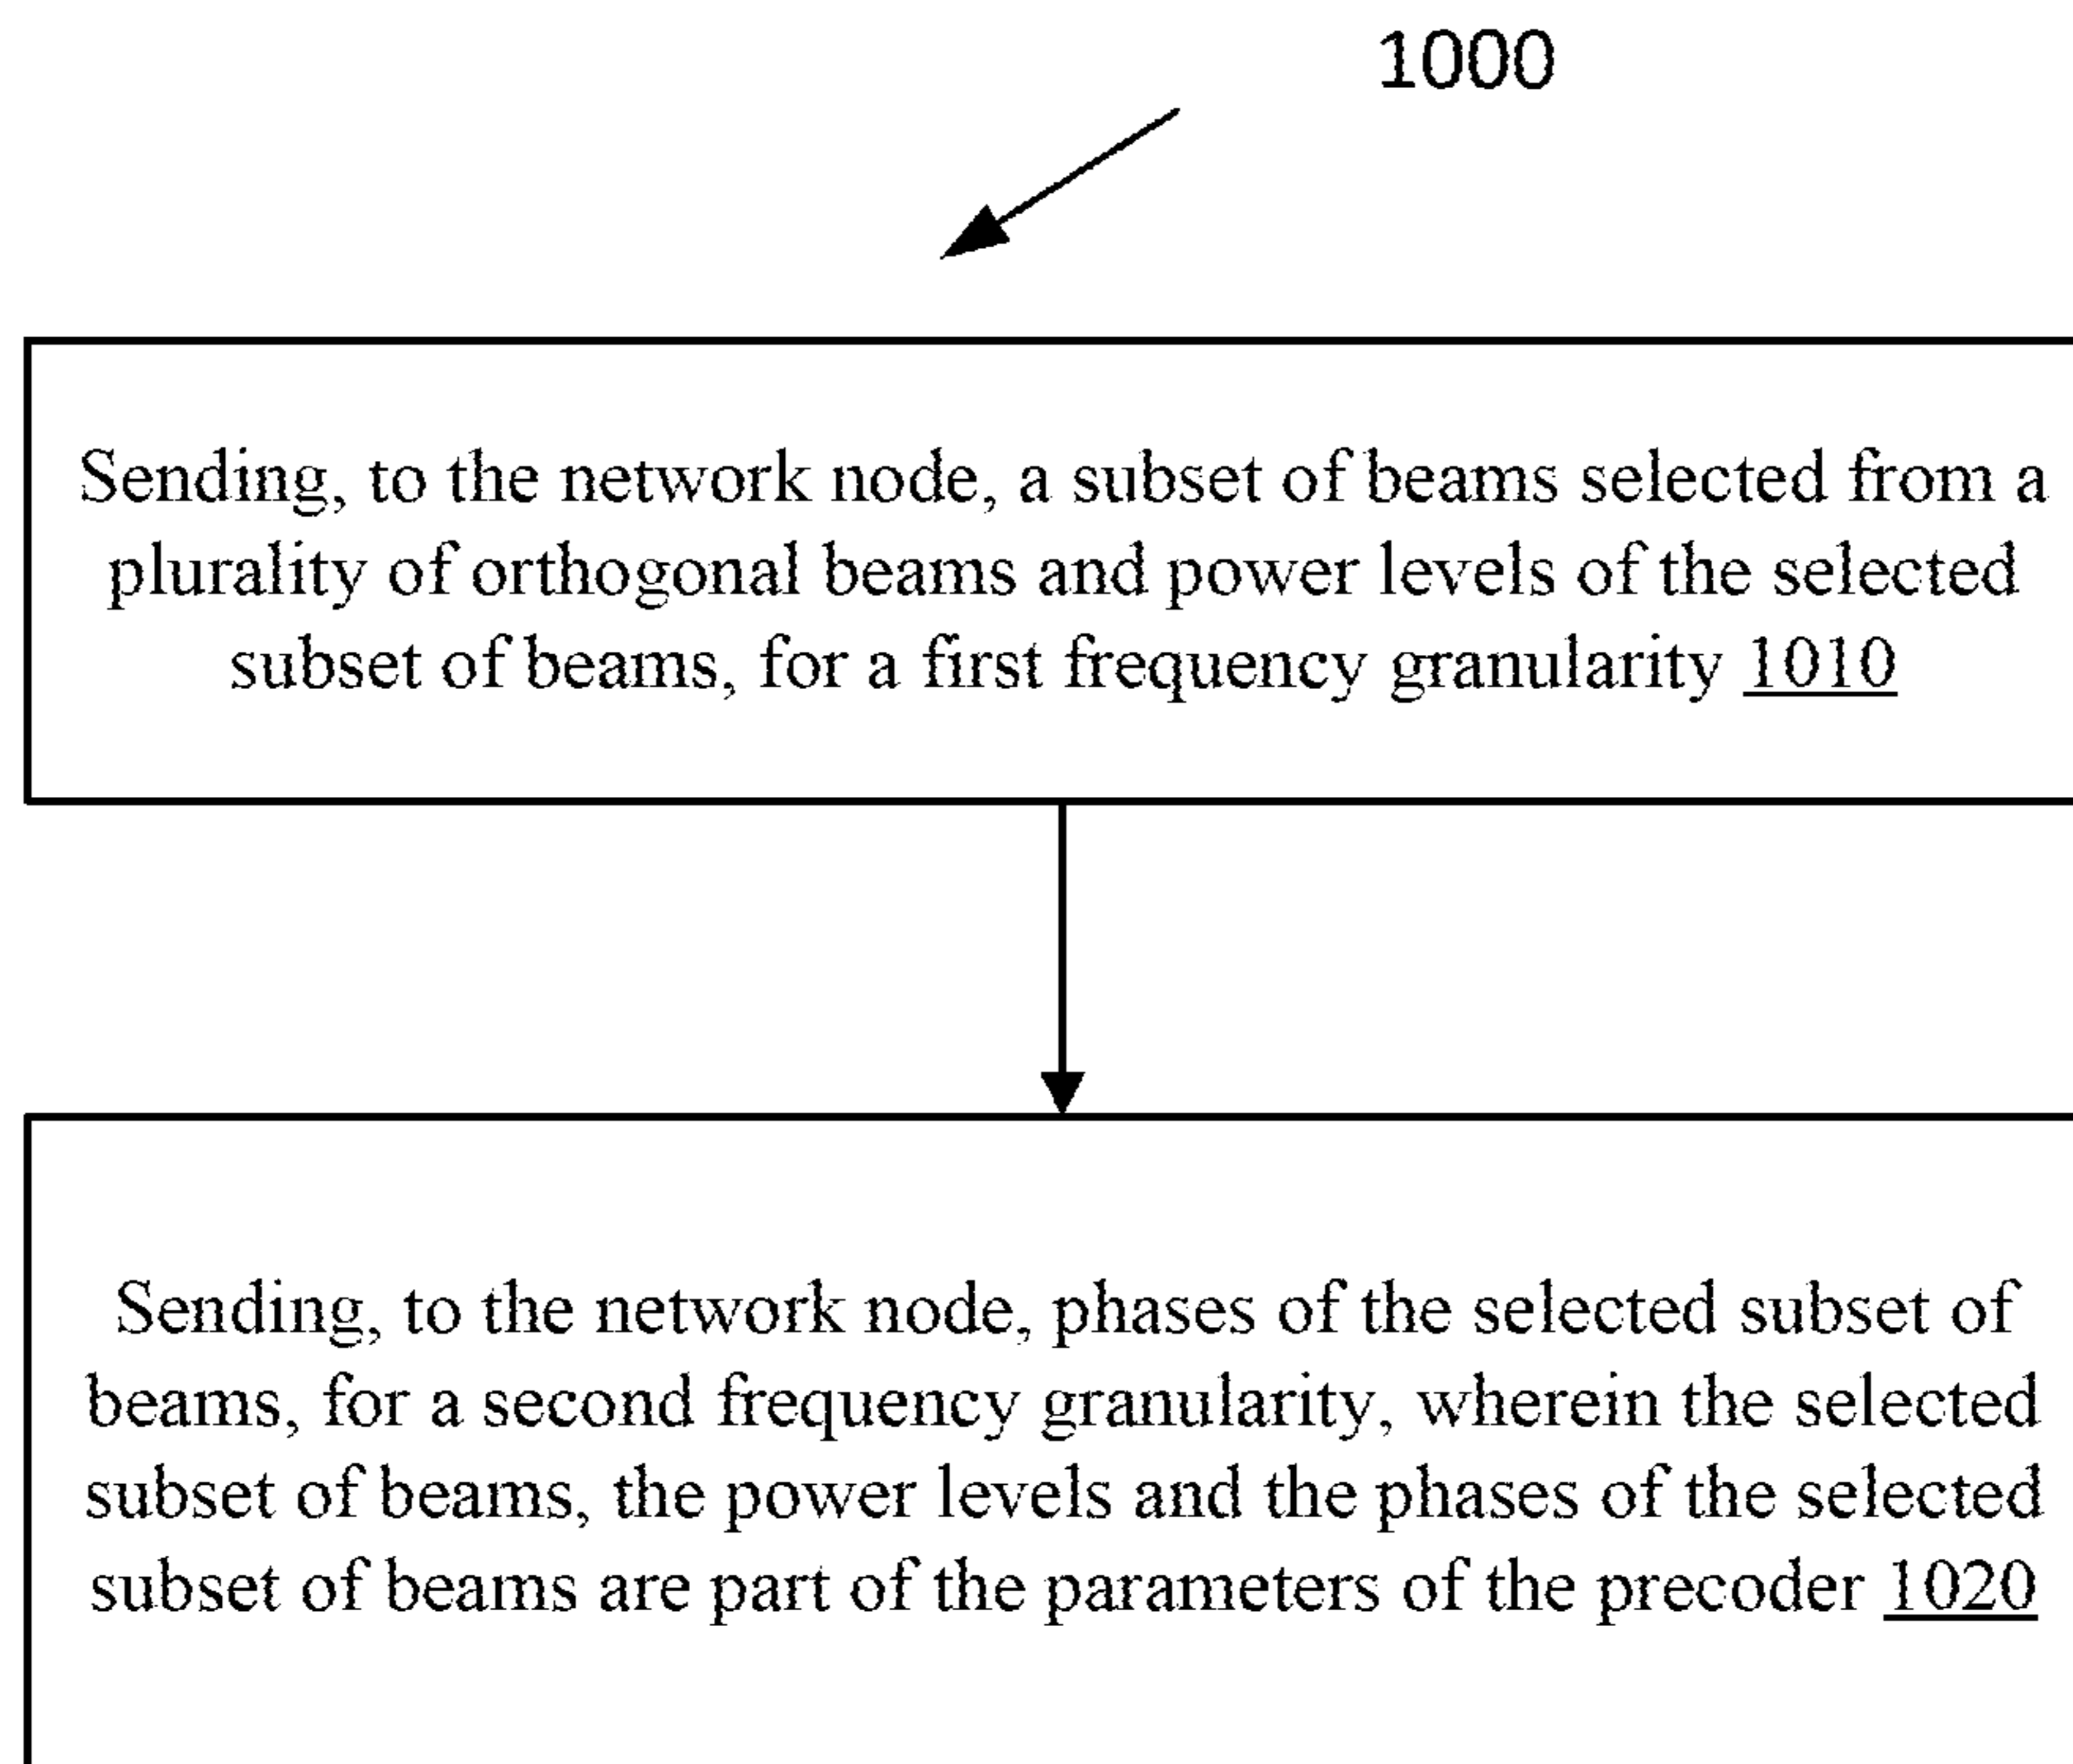 1000
Sending, to the network node, a subset of beams selected from a
plurality of orthogonal beams and power levels of the selected
subset of beams, for a first frequency granularity 1010
Sending, to the network node, phases of the selected subset of
beams, for a second frequency granularity, wherein the selected
subset of beams, the power levels and the phases of the selected
subset of beams are part of the parameters of the precoder 1020